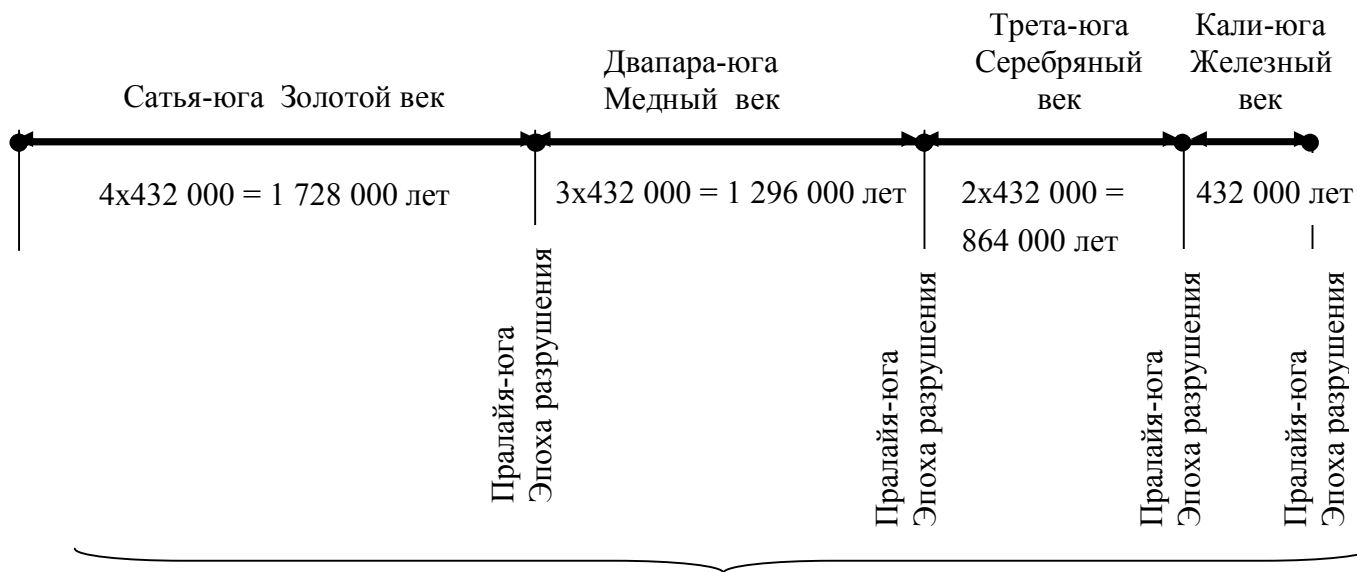 Сатья-юга  Золотой век
Двапара-юга
Медный  век
Трета-юга
Серебряный
век
Кали-юга
Железный
век
4х432 000 = 1 728 000 лет
3х432 000 = 1 296 000 лет
2х432 000 =
864 000 лет
432 000 лет
Пралайя-юга
Эпоха разрушения
Пралайя-юга
Эпоха разрушения
Пралайя-юга
Эпоха разрушения
Пралайя-юга
Эпоха разрушения